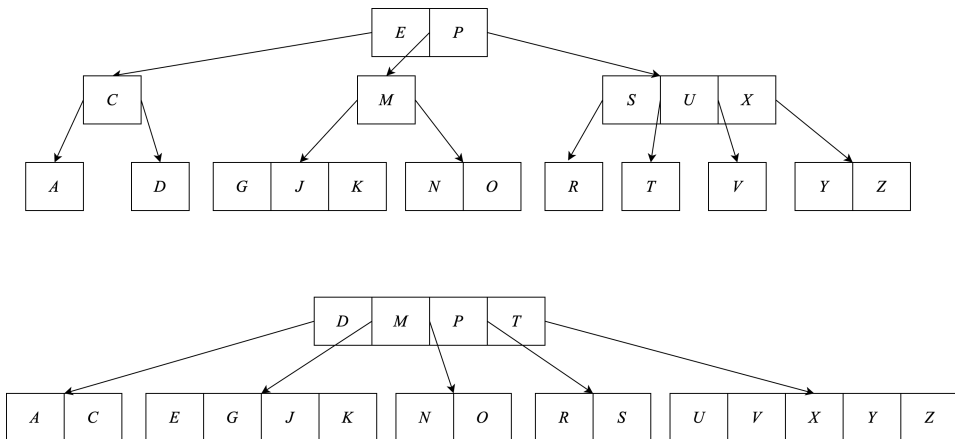 E P
C M S U X
A D G J K N O R T V Y Z
D M P T
A C E G J K N O R S U V X Y Z